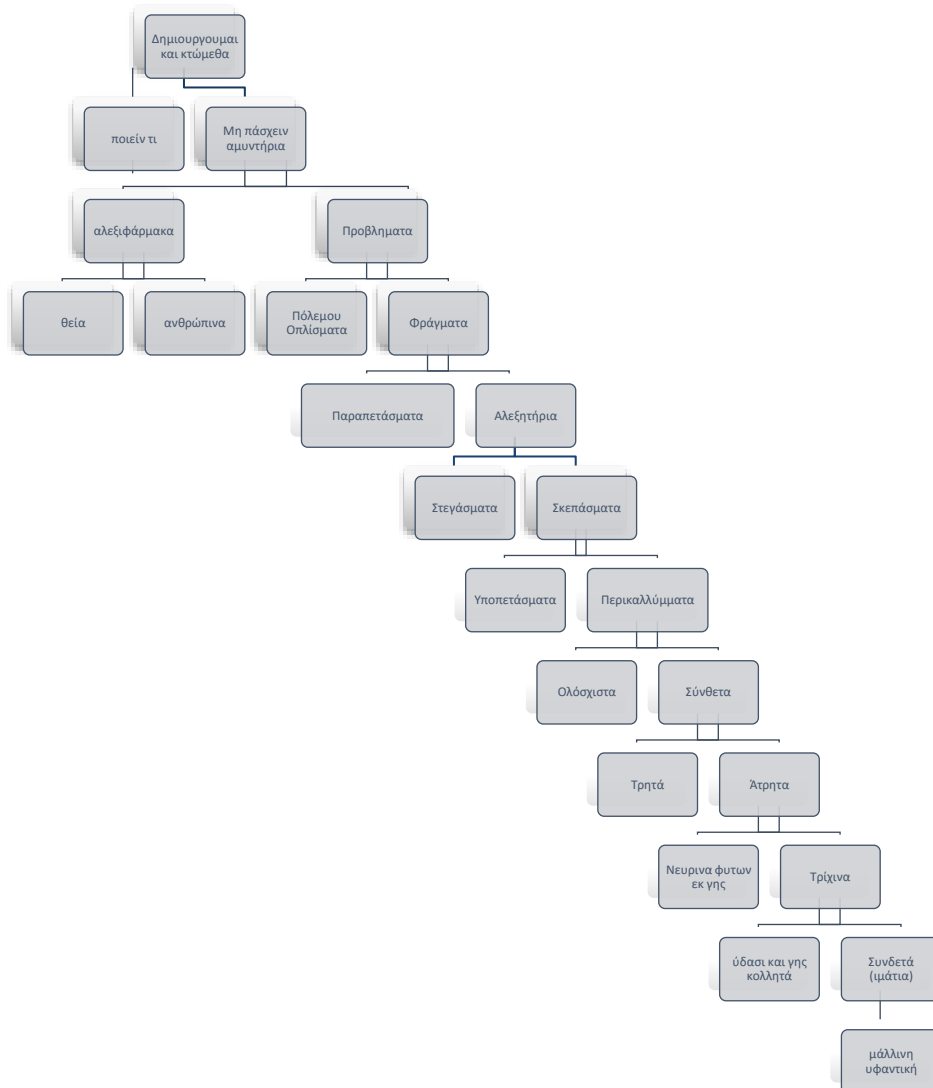 Δημιουργουμαι
και κτώμεθα
ποιείν τι
Μη πάσχειν
αμυντήρια
αλεξιφάρμακα
Προβληματα
θεία
ανθρώπινα
Πόλεμου
Οπλίσματα
Φράγματα
Παραπετάσματα
Αλεξητήρια
Στεγάσματα
Σκεπάσματα
Υποπετάσματα
Περικαλλύμματα
Ολόσχιστα
Σύνθετα
Τρητά
Άτρητα
Νευρινα φυτων
εκ γης
Τρίχινα
ύδασι και γης
κολλητά
Συνδετά
(ιμάτια)
μάλλινη
υφαντική